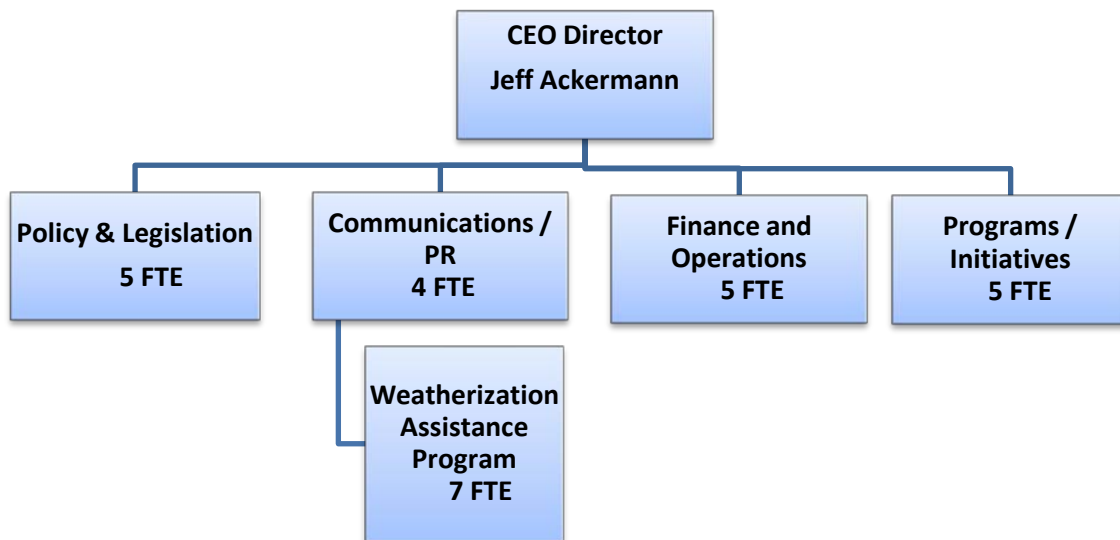 CEO Director
Jeff Ackermann
Policy & Legislation
5 FTE
Communications /
PR
4 FTE
Finance and
Operations
5 FTE
Programs /
Initiatives
5 FTE
Weatherization
Assistance
Program
7 FTE